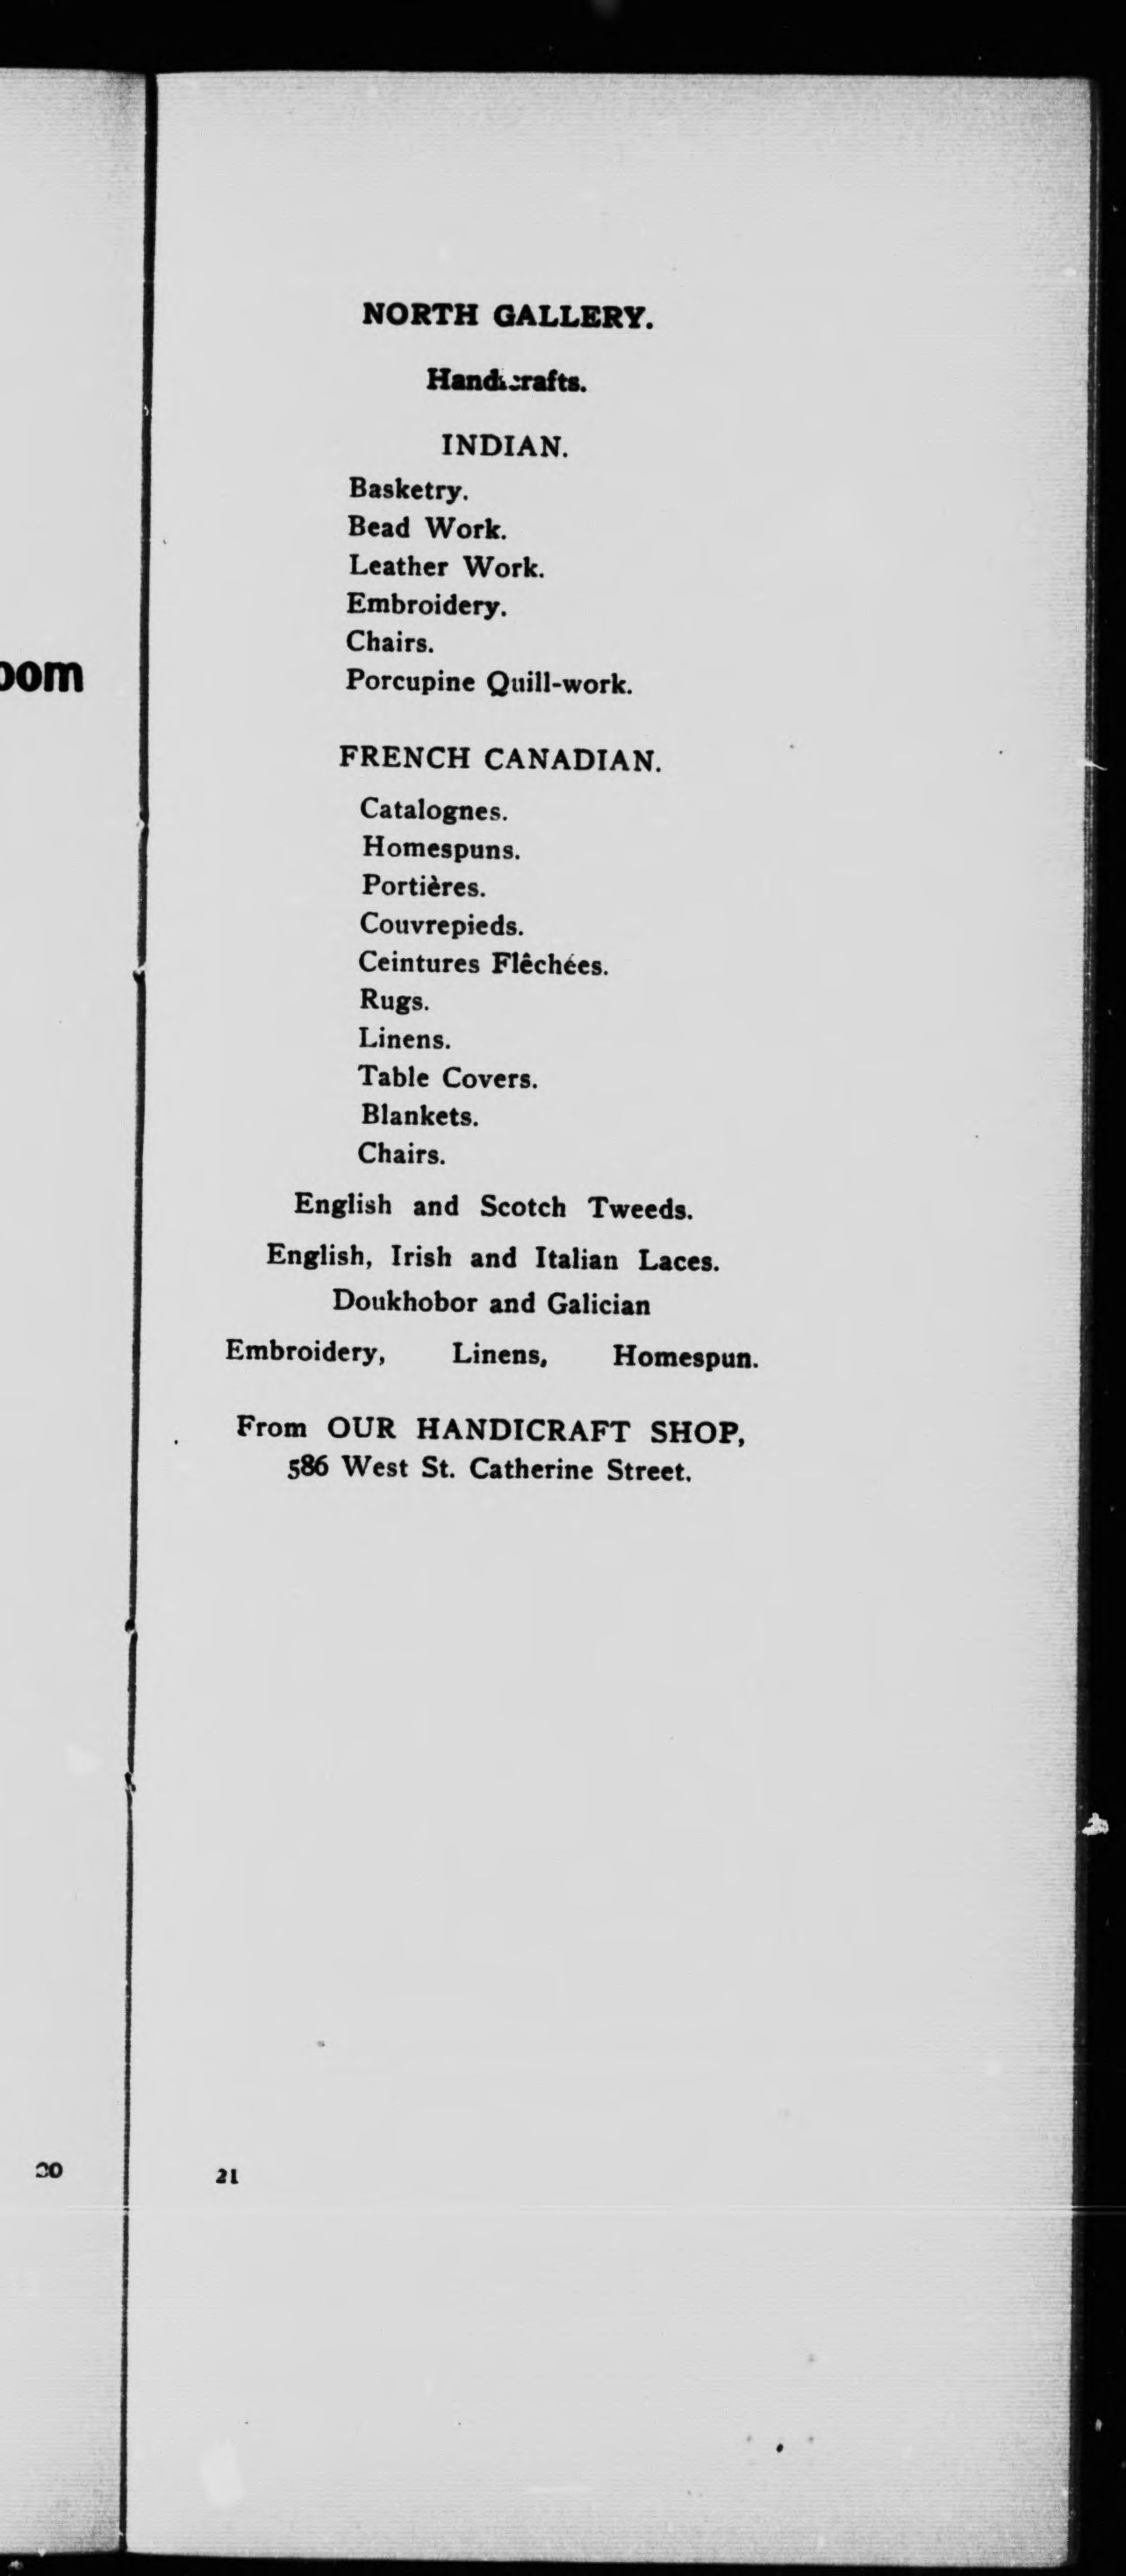 NORTH GALLERY.
Handicrafts.
INDIAN.
Basketry.
Bead Work.
Leather Work.
Embroidery.
Chairs.
Porcupine Quill-work.
FRENCH CANADIAN.
Catalognes.
Homespuns.
Portières.
Couvrepieds.
Ceintures Flêchées.
Rugs.
Linens.
Table Covers.
Blankets.
Chairs.
English and Scotch Tweeds.
English, Irish and Italian Laces.
Doukhobor and Galician
Embroidery, Linens, Homespun.
From OUR HANDICRAFT SHOP,
586 West St. Catherine Street.
21